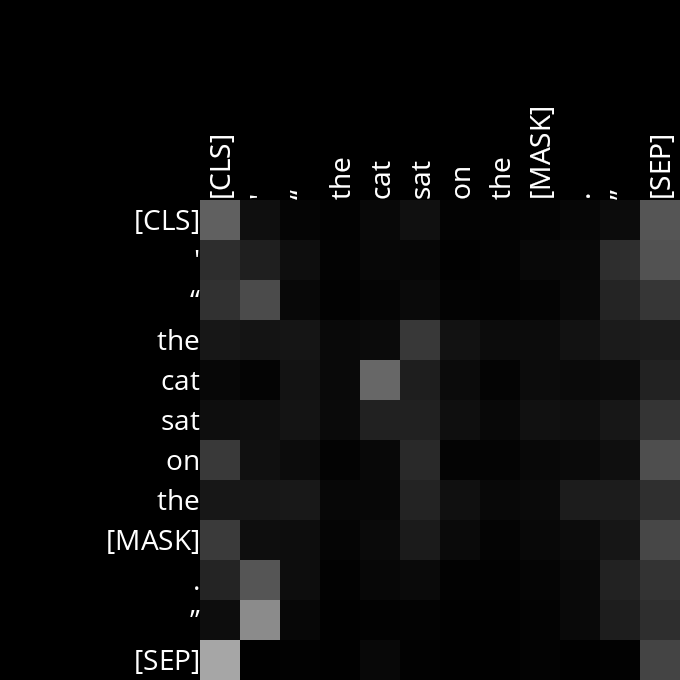 [CLS] ' “ the cat sat on the [MASK] . ” [SEP]
[CLS]
'
“
the
cat
sat
on
the
[MASK]
.
”
[SEP]